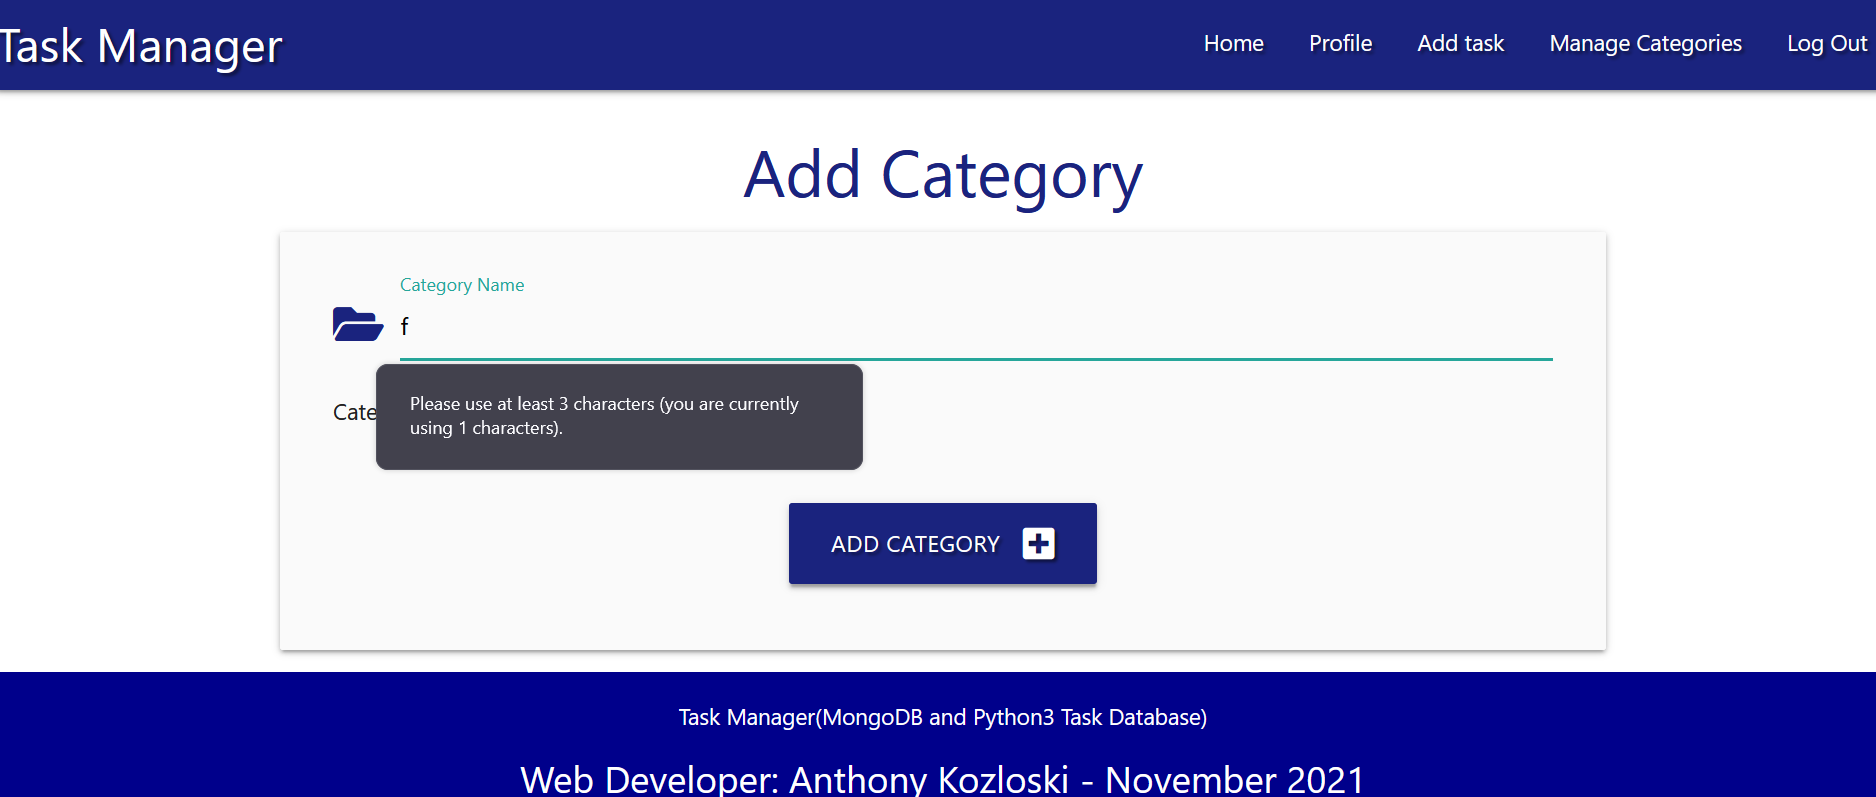 Task Manager
Home Profile Add task Manage Categories Log Out
Add Category
Category Name
f
Please use at least 3 characters (you are currently
using 1 characters).
ADD CATEGORY
Task Manager(MongoDB and Python3 Task Database)
Web Developer: Anthony Kozloski - November 2021